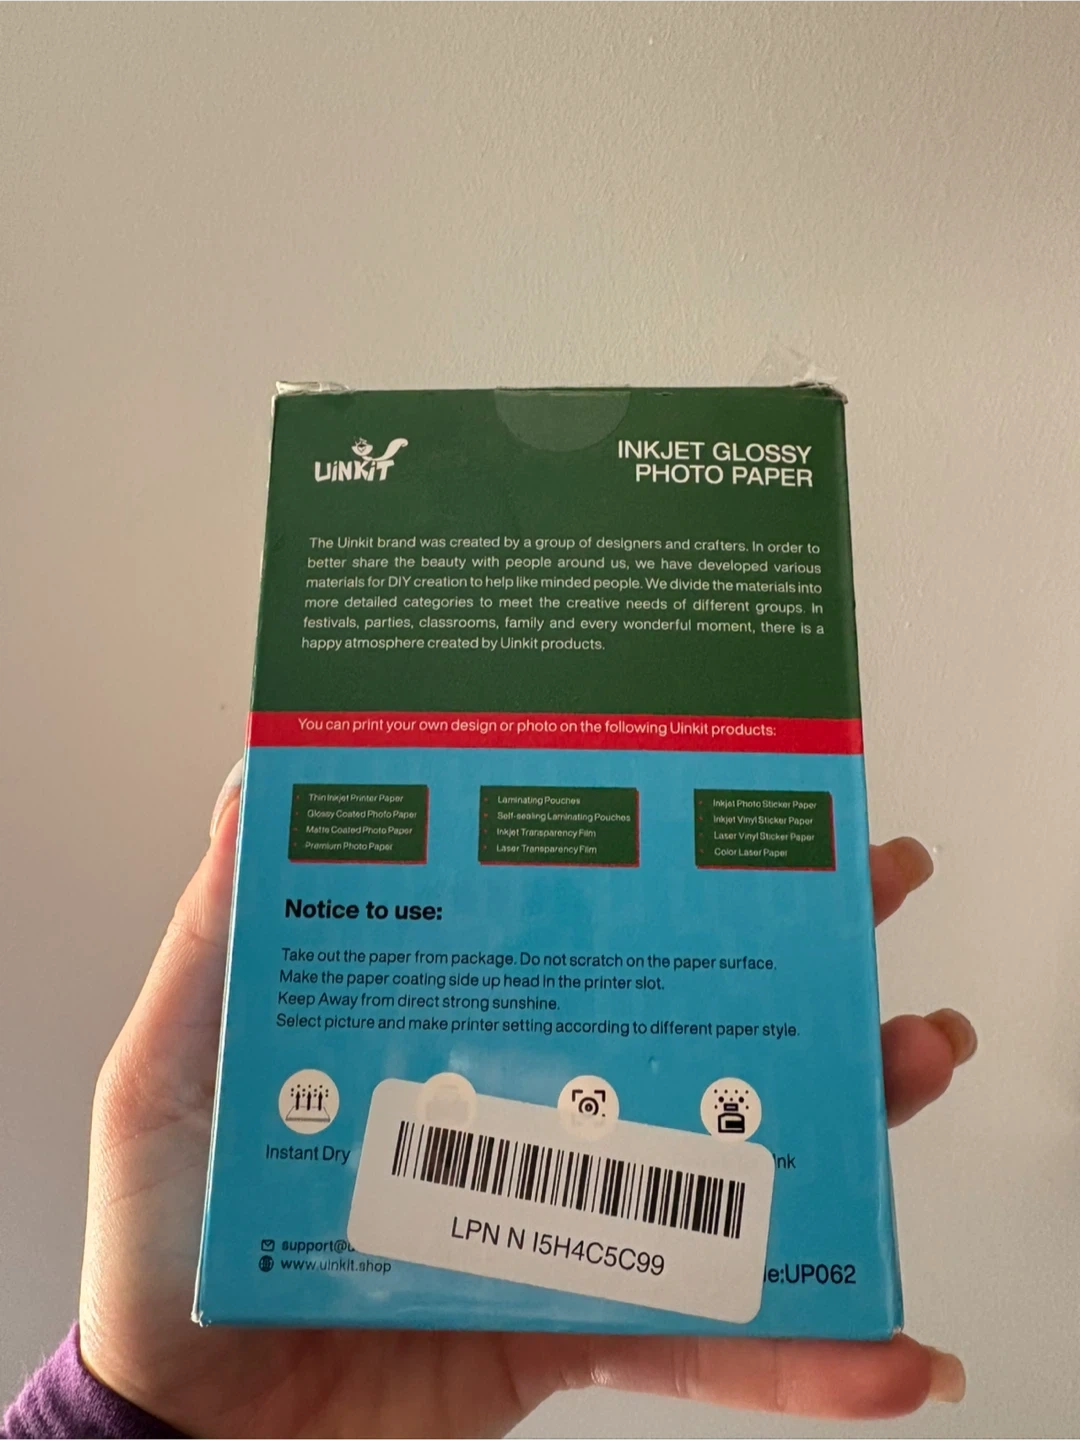 UiNKiT
INKJET GLOSSY
PHOTO PAPER
The Uinkit brand was created by a group of designers and crafters. In order to
better share the beauty with people around us, we have developed various
materials for DIY creation to help like minded people. We divide the materials into
more detailed categories to meet the creative needs of different groups. In
festivals, parties, classrooms, family and every wonderful moment, there is a
happy atmosphere created by Uinkit products.
You can print your own design or photo on the following Uinkit products:
Thin Inkjet Printer Paper
Glossy Coated Photo Paper
Matte Coated Photo Paper
Premium Photo Paper
Laminating Pouches
Self-sealing Laminating Pouches
Inkjet Transparency Film
Laser Transparency Film
Inkjet Photo Sticker Paper
Inkjet Vinyl Sticker Paper
Laser Vinyl Sticker Paper
Color Laser Paper
Notice to use:
Take out the paper from package. Do not scratch on the paper surface.
Make the paper coating side up head in the printer slot.
Keep Away from direct strong sunshine.
Select picture and make printer setting according to different paper style.
Instant Dry
nk
LPN N I5H4C5C99
support@
www.uinkit.shop
e:UP062